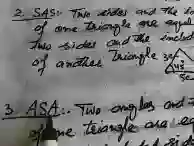 2. SAS:- Two sides and the
of one triangle are equal
two sides and the includ
of another triangle
3. ASA:- Two angles and
of one triangle are equ